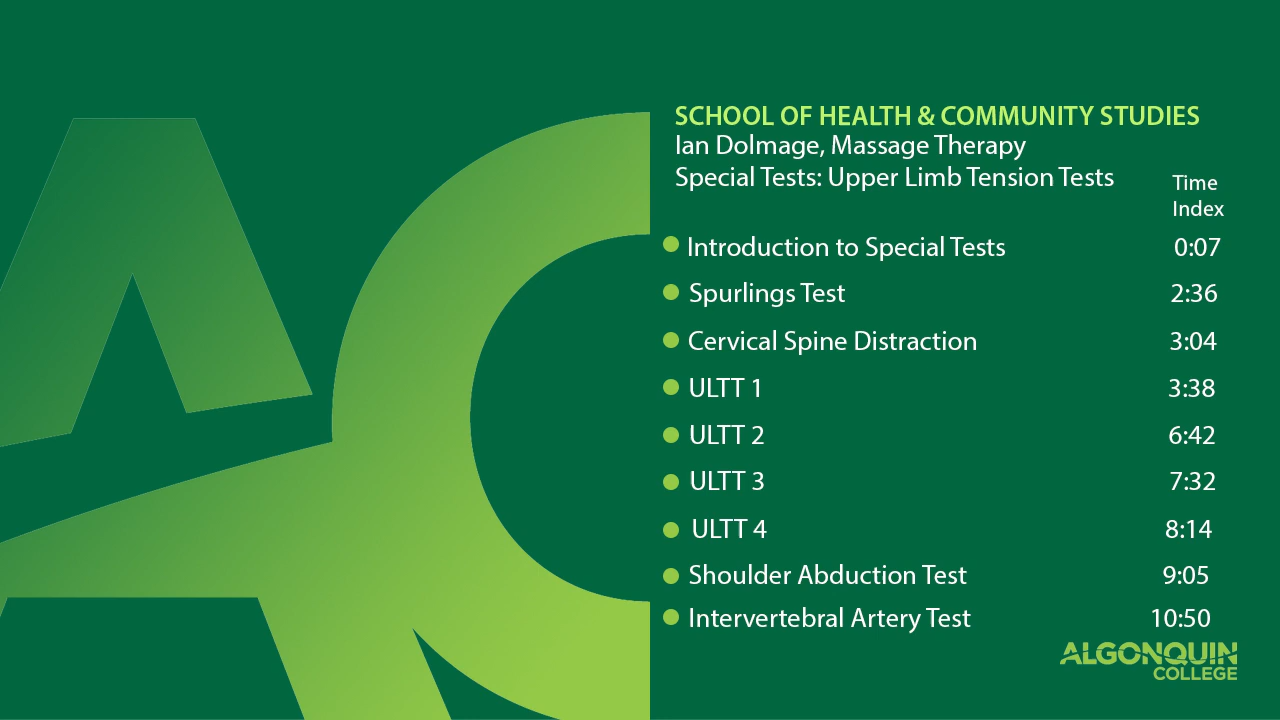 SCHOOL OF HEALTH & COMMUNITY STUDIES
Ian Dolmage, Massage Therapy
Special Tests: Upper Limb Tension Tests
Time
Index
Introduction to Special Tests 0:07
Spurlings Test 2:36
Cervical Spine Distraction 3:04
ULTT 1 3:38
ULTT 2 6:42
ULTT 3 7:32
ULTT 4 8:14
Shoulder Abduction Test 9:05
Intervertebral Artery Test 10:50
ALGONQUIN
COLLEGE